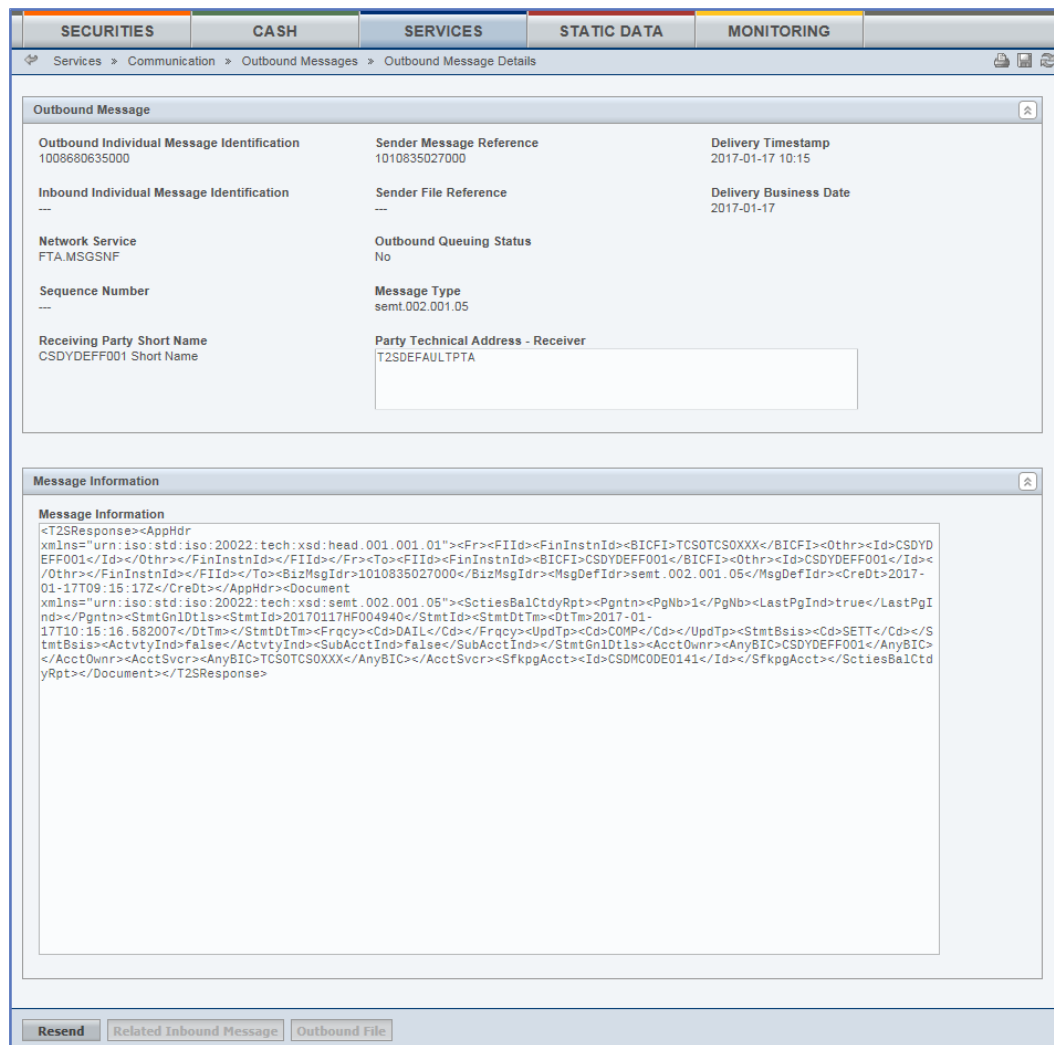 SECURITIES CASH SERVICES STATIC DATA MONITORING
Services » Communication » Outbound Messages » Outbound Message Details
Outbound Message
Outbound Individual Message Identification Sender Message Reference Delivery Timestamp
1008680635000 1010835027000 2017-01-17 10:15
Inbound Individual Message Identification Sender File Reference Delivery Business Date
--- --- 2017-01-17
Network Service Outbound Queuing Status
FTA.MSGSNF No
Sequence Number Message Type
--- semt.002.001.05
Receiving Party Short Name Party Technical Address - Receiver
CSDYDEFF001 Short Name T2SDEFAULTPTA
Message Information
Message Information
<T2SResponse><AppHdr
xmlns="urn:iso:std:iso:20022:tech:xsd:head.001.001.01"><Fr><FIId><FinInstnId><BICFI>TCSOTCSOXXX</BICFI><Othr><Id>CSDYD
EFF001</Id></Othr></FinInstnId></FIId></Fr><To><FIId><FinInstnId><BICFI>CSDYDEFF001</BICFI><Othr><Id>CSDYDEFF001</Id><
/Othr></FinInstnId></FIId></To><BizMsgIdr>1010835027000</BizMsgIdr><MsgDefIdr>semt.002.001.05</MsgDefIdr><CreDt>2017-
01-17T09:15:17Z</CreDt></AppHdr><Document
xmlns="urn:iso:std:iso:20022:tech:xsd:semt.002.001.05"><SctiesBalCtdyRpt><Pgntn><PgNb>1</PgNb><LastPgInd>true</LastPgI
nd></Pgntn><StmtGnlDtls><StmtId>20170117HF004940</StmtId><StmtDtTm><DtTm>2017-01-
17T10:15:16.582007</DtTm></StmtDtTm><Frqcy><Cd>DAIL</Cd></Frqcy><UpdTp><Cd>COMP</Cd></UpdTp><StmtBsis><Cd>SETT</Cd></S
tmtBsis><ActvtyInd>false</ActvtyInd><SubAcctInd>false</SubAcctInd></StmtGnlDtls><AcctOwnr><AnyBIC>CSDYDEFF001</AnyBIC>
</AcctOwnr><AcctSvcr><AnyBIC>TCSOTCSOXXX</AnyBIC></AcctSvcr><SfkpgAcct><Id>CSDMCODE0141</Id></SfkpgAcct></SctiesBalCtd
yRpt></Document></T2SResponse>
Resend Related Inbound Message Outbound File